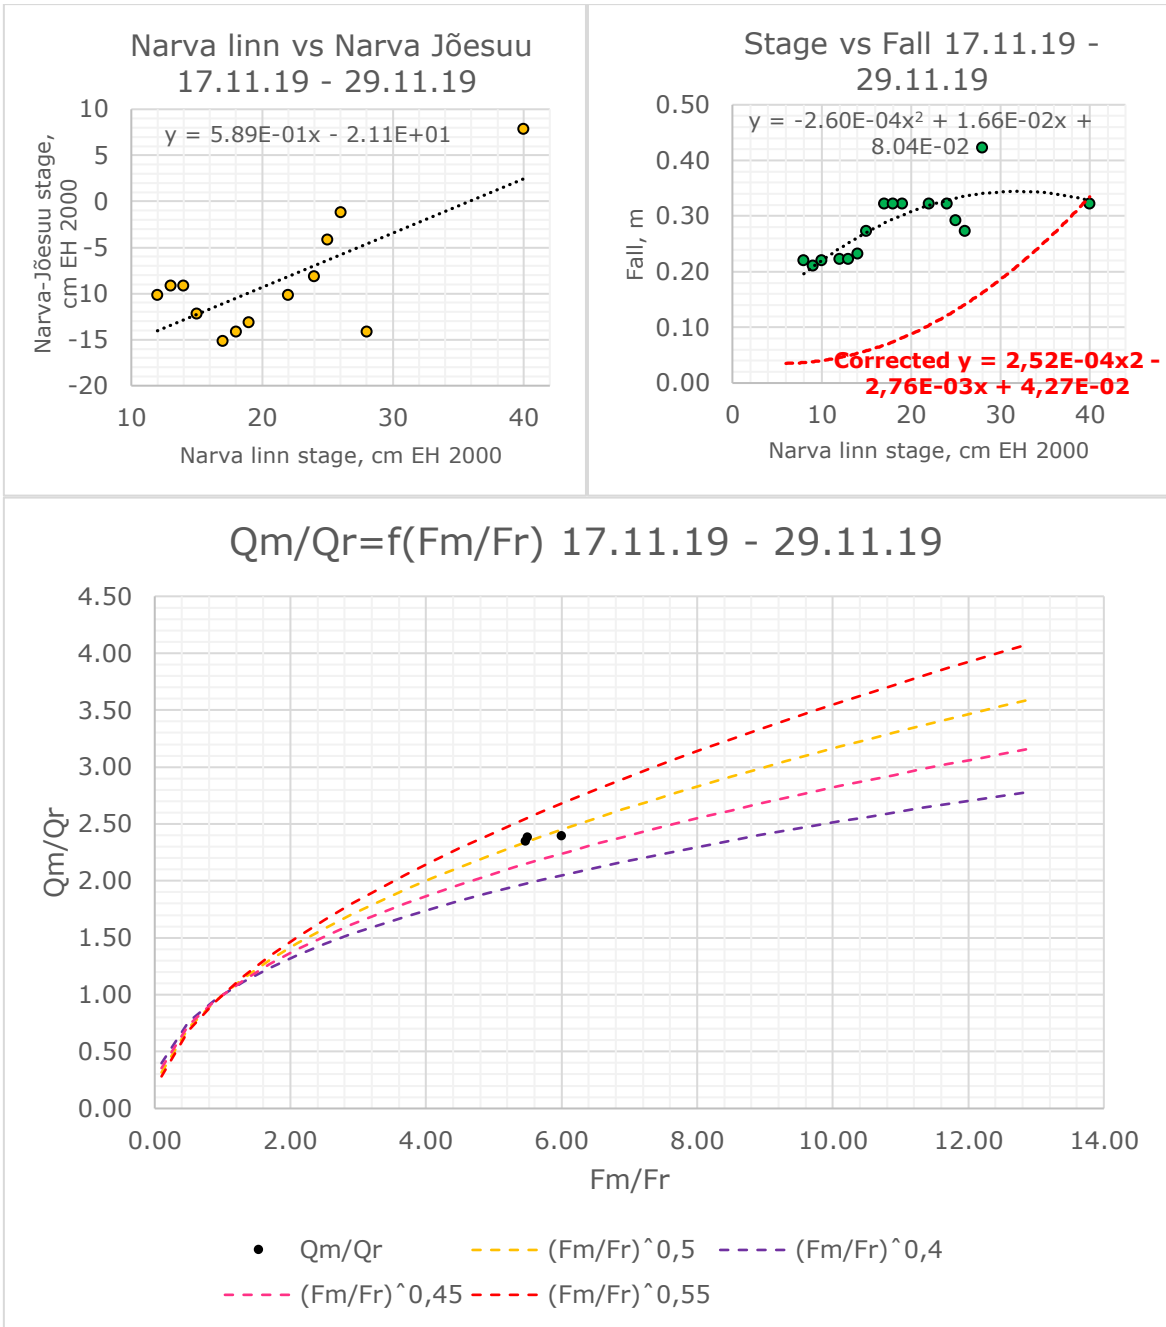 Narva linn vs Narva Jõesuu
17.11.19 - 29.11.19
y = 5.89E-01x - 2.11E+01
Narva-Jõesuu stage,
cm EH 2000
10
5
0
-5
-10
-15
-20
10
20
30
40
Narva linn stage, cm EH 2000
Stage vs Fall 17.11.19 -
29.11.19
y = -2.60E-04x² + 1.66E-02x +
8.04E-02
Fall, m
0.50
0.40
0.30
0.20
0.10
0.00
Corrected y = 2,52E-04x2 -
2,76E-03x + 4,27E-02
0
10
20
30
40
Narva linn stage, cm EH 2000
Qm/Qr=f(Fm/Fr) 17.11.19 - 29.11.19
Qm/Qr
4.50
4.00
3.50
3.00
2.50
2.00
1.50
1.00
0.50
0.00
0.00
2.00
4.00
6.00
8.00
10.00
12.00
14.00
Fm/Fr
Qm/Qr
(Fm/Fr)^0,5
(Fm/Fr)^0,4
(Fm/Fr)^0,45
(Fm/Fr)^0,55